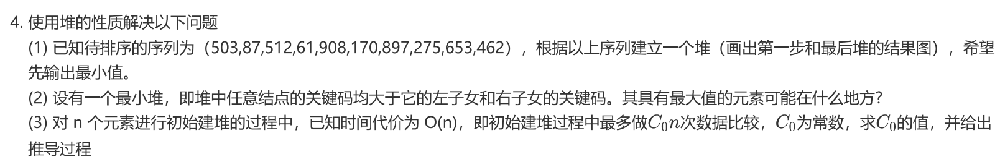 4. 使用堆的性质解决以下问题
(1) 已知待排序的序列为（503,87,512,61,908,170,897,275,653,462），根据以上序列建立一个堆（画出第一步和最后堆的结果图），希望
先输出最小值。
(2) 设有一个最小堆，即堆中任意结点的关键码均大于它的左子女和右子女的关键码。其具有最大值的元素可能在什么地方？
(3) 对 n 个元素进行初始建堆的过程中，已知时间代价为 O(n)，即初始建堆过程中最多做C₀n次数据比较，C₀为常数，求C₀的值，并给出
推导过程